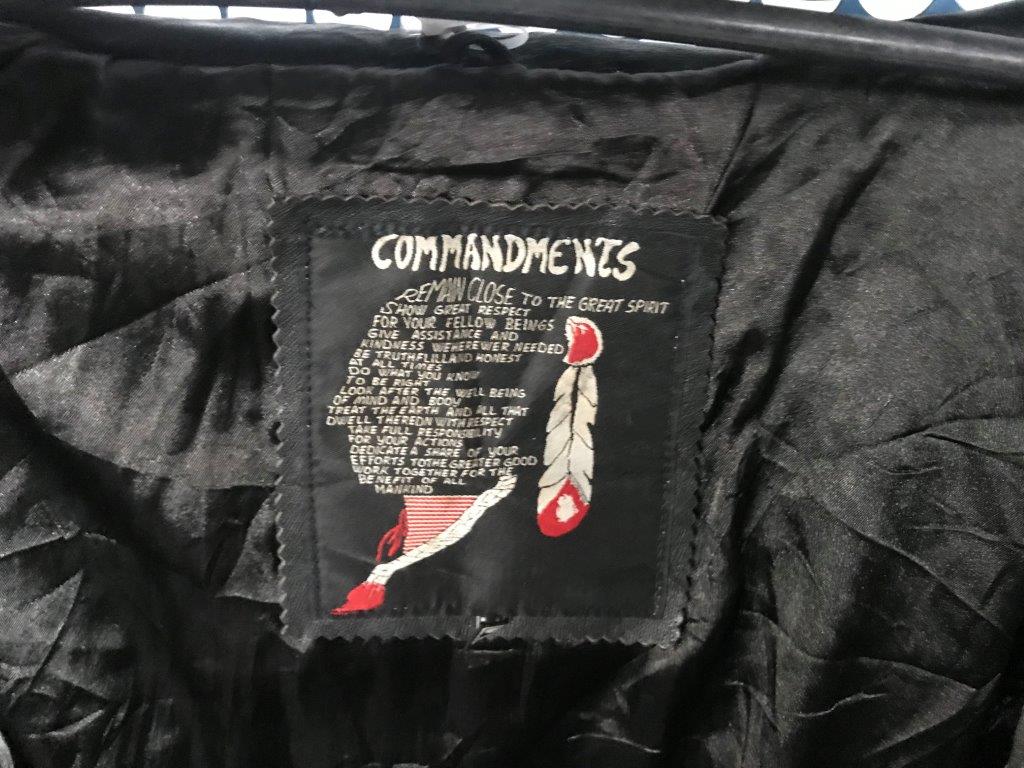 COMMANDMENTS
REMAIN CLOSE TO THE GREAT SPIRIT
SHOW GREAT RESPECT
FOR YOUR FELLOW BEINGS
GIVE ASSISTANCE AND
KINDNESS WEHEREWER NEEDED
BE TRUTHFLILLAND HONEST
AT ALL TIMES
DO WHAT YOU KNOW
TO BE RIGHT
LOOK AFTER THE WELL BEING
OF MIND AND BODY
TREAT THE EARTH AND ALL THAT
DWELL THEREON WITH RESPECT
TAKE FULL RESPONSIBILITY
FOR YOUR ACTIONS
DEDICATE A SHARE OF YOUR
EFFORTS TO THE GREATER GOOD
WORK TOGETHER FOR THE
BENEFIT OF ALL
MANKIND